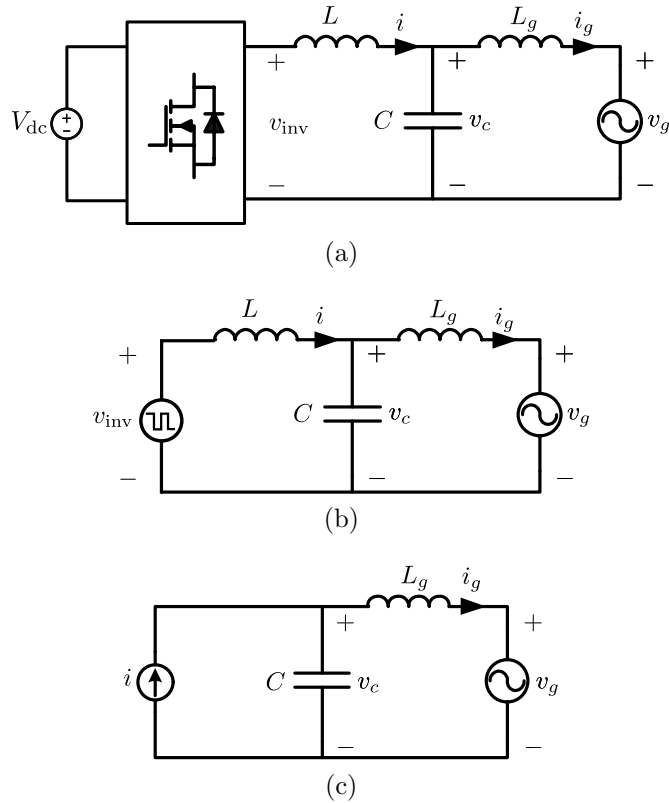 L i L_g i_g
V_dc + − + v_inv − + C v_c − + v_g −
(a)
L i L_g i_g
+ v_inv − + C v_c − + v_g −
(b)
L_g i_g
i + C v_c − + v_g −
(c)